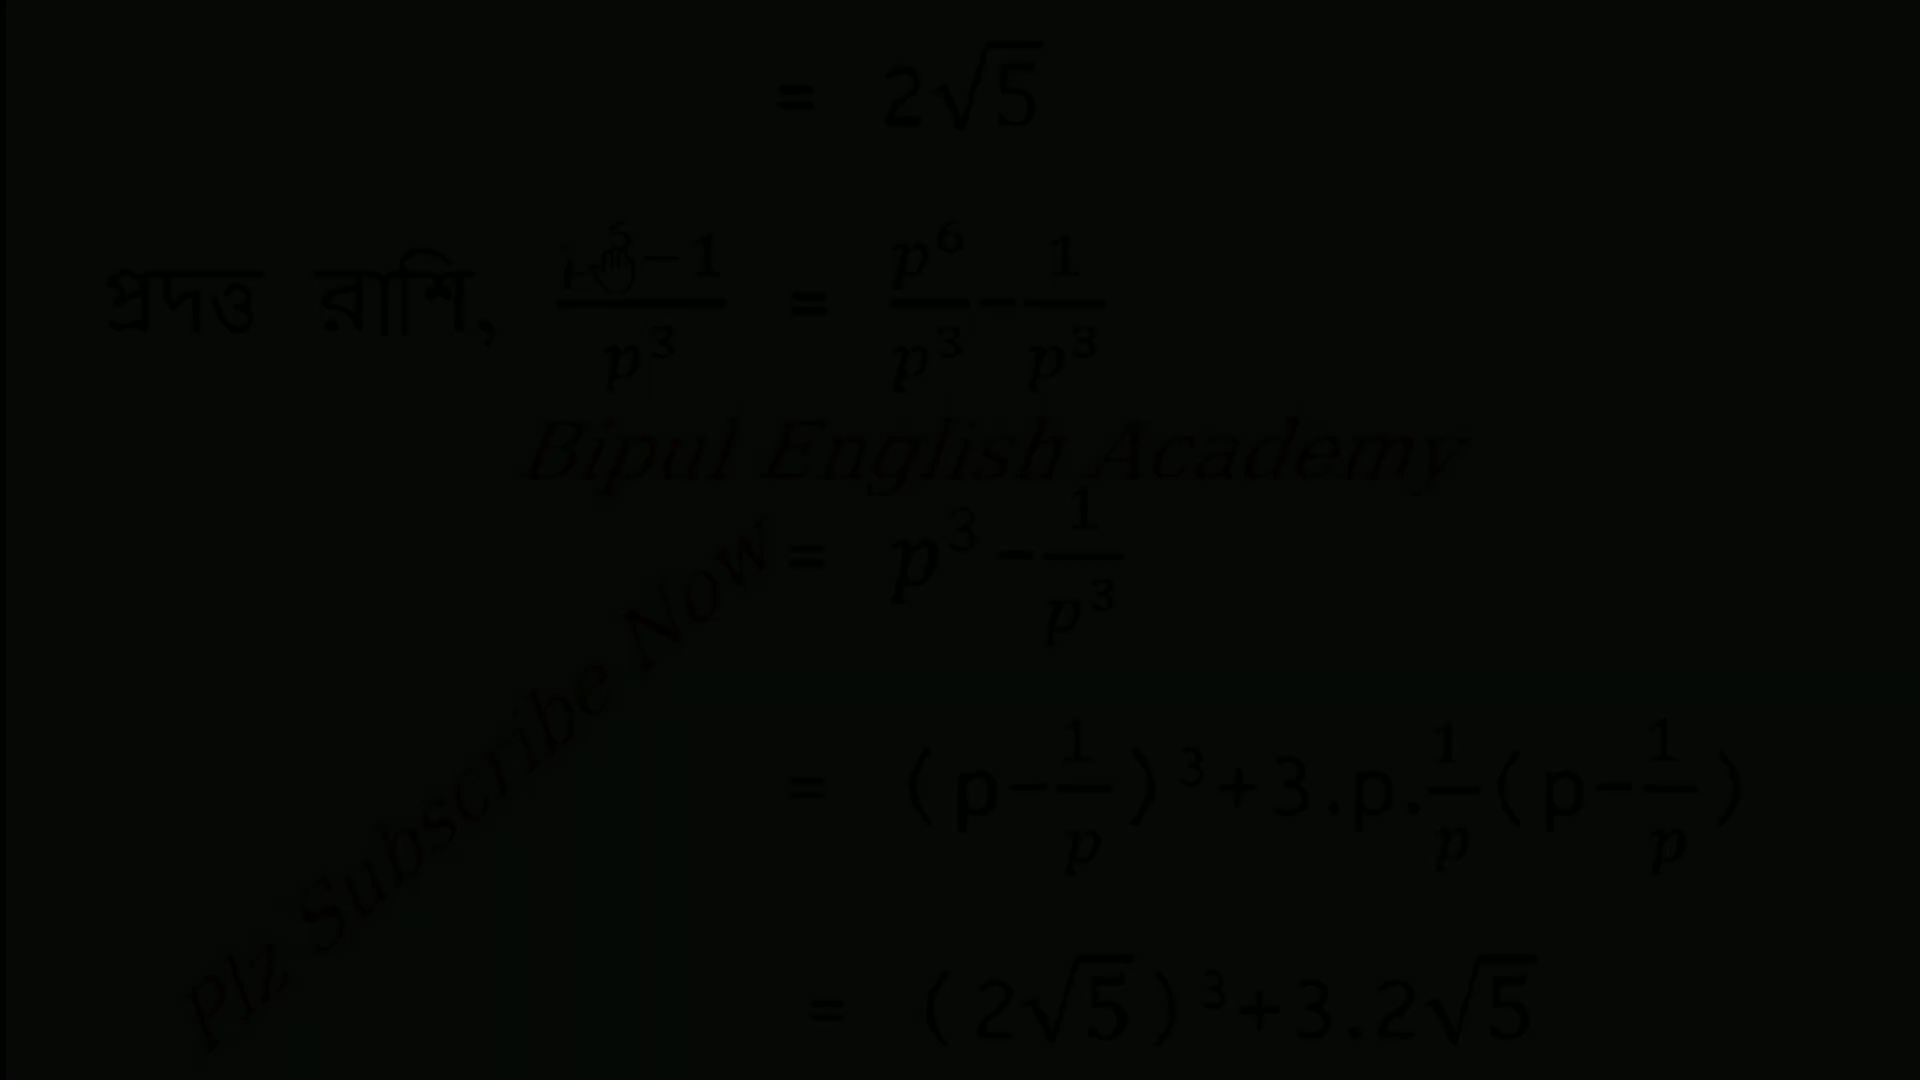 = 2√5
প্রদত্ত রাশি, -1/p³ = p⁶/p³ - 1/p³
Bipul English Academy
= p³ - 1/p³
Plz Subscribe Now
= (p - 1/p)³ + 3.p.1/p(p - 1/p)
= (2√5)³ + 3.2√5